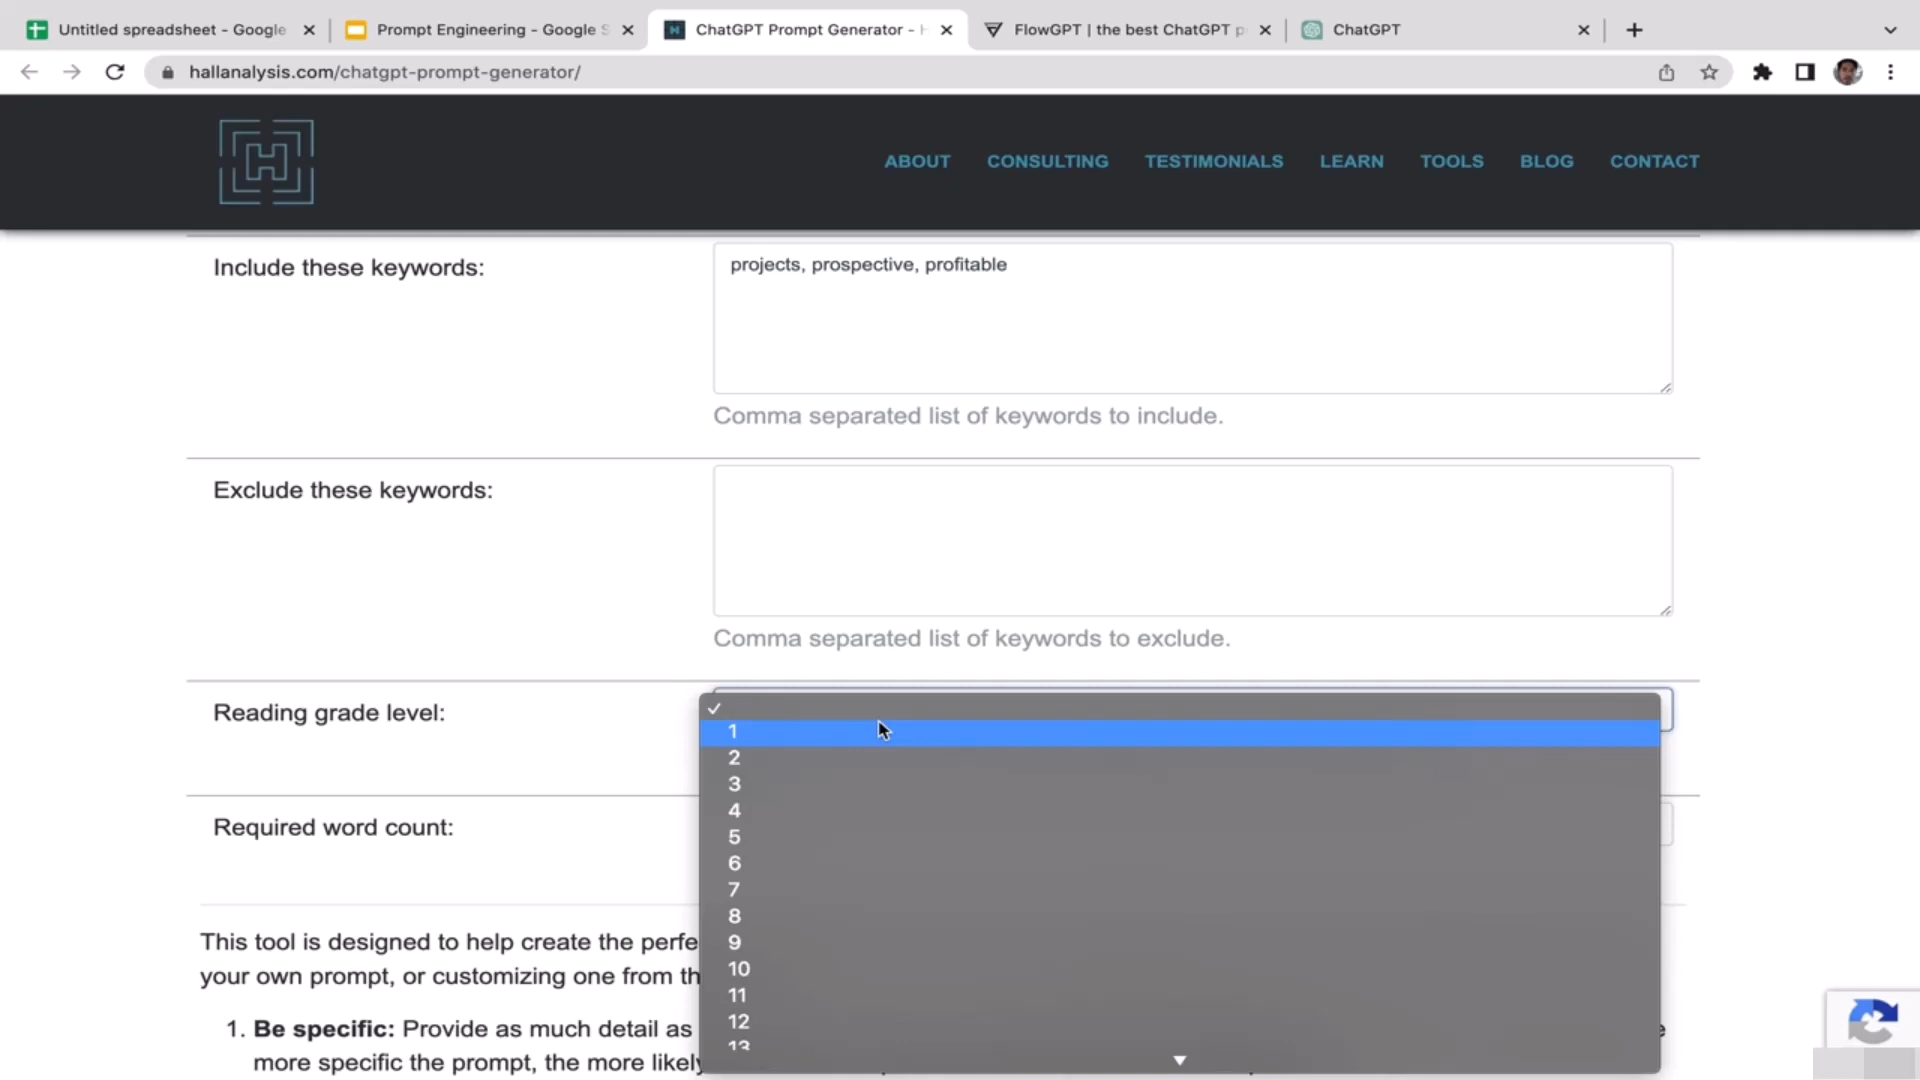 Untitled spreadsheet - Google
Prompt Engineering - Google S
ChatGPT Prompt Generator - H
FlowGPT | the best ChatGPT p
ChatGPT
hallanalysis.com/chatgpt-prompt-generator/
H
ABOUT CONSULTING TESTIMONIALS LEARN TOOLS BLOG CONTACT
Include these keywords:
projects, prospective, profitable
Comma separated list of keywords to include.
Exclude these keywords:
Comma separated list of keywords to exclude.
Reading grade level:
1
2
3
4
5
6
7
8
9
10
11
12
13
Required word count:
This tool is designed to help create the perfe
your own prompt, or customizing one from th
1. Be specific: Provide as much detail as
e
more specific the prompt, the more likely